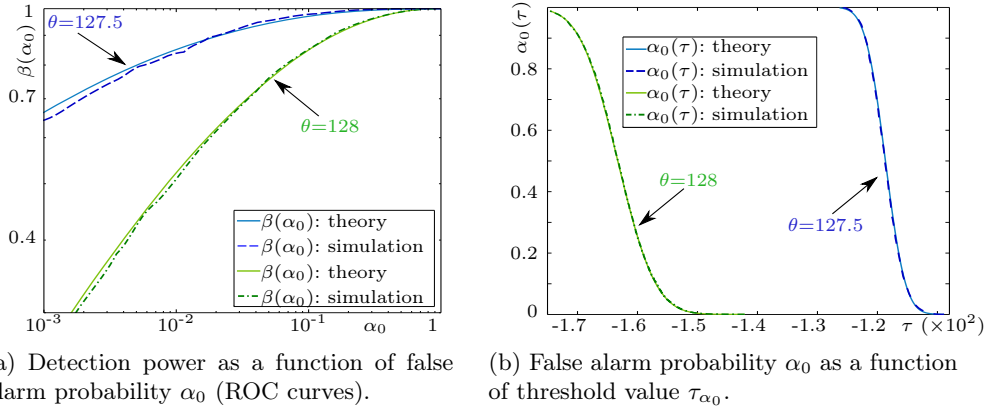 1
θ=127.5
β(α₀)
0.7
0.4
θ=128
β(α₀): theory
β(α₀): simulation
β(α₀): theory
β(α₀): simulation
10⁻³ 10⁻² 10⁻¹ α₀ 1
a) Detection power as a function of false
larm probability α₀ (ROC curves).
1
α₀(τ)
0.8
0.6
0.4
0.2
0
α₀(τ): theory
α₀(τ): simulation
α₀(τ): theory
α₀(τ): simulation
θ=128
θ=127.5
-1.7 -1.6 -1.5 -1.4 -1.3 -1.2 τ (×10²)
(b) False alarm probability α₀ as a function
of threshold value τ_α₀.